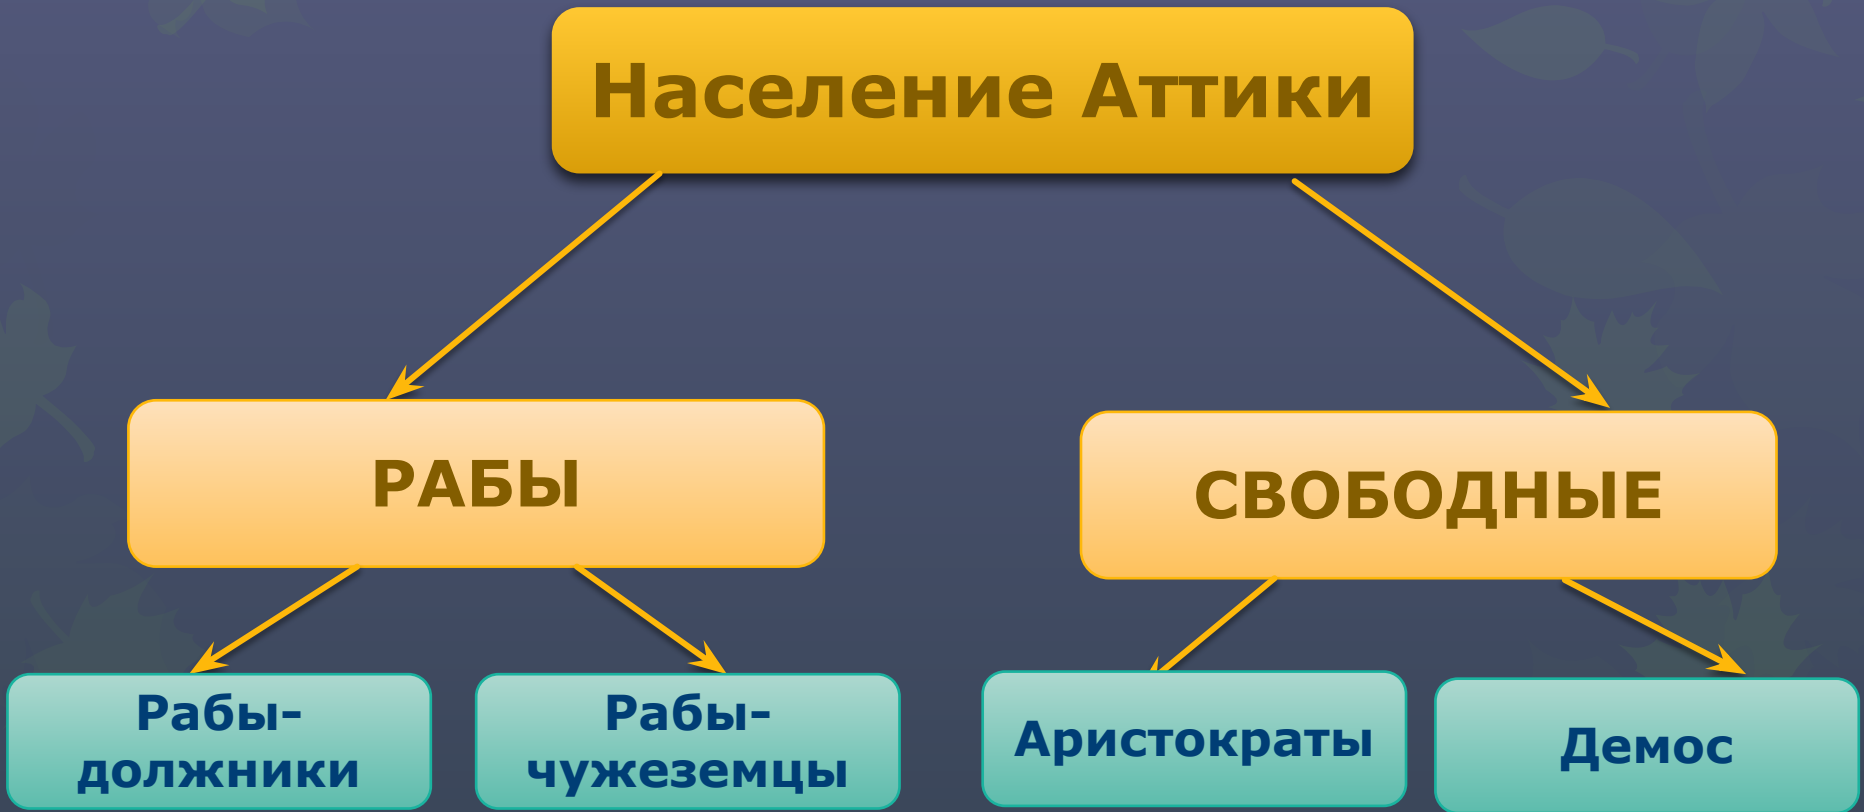 Население Аттики
РАБЫ
СВОБОДНЫЕ
Рабы-
должники
Рабы-
чужеземцы
Аристократы
Демос